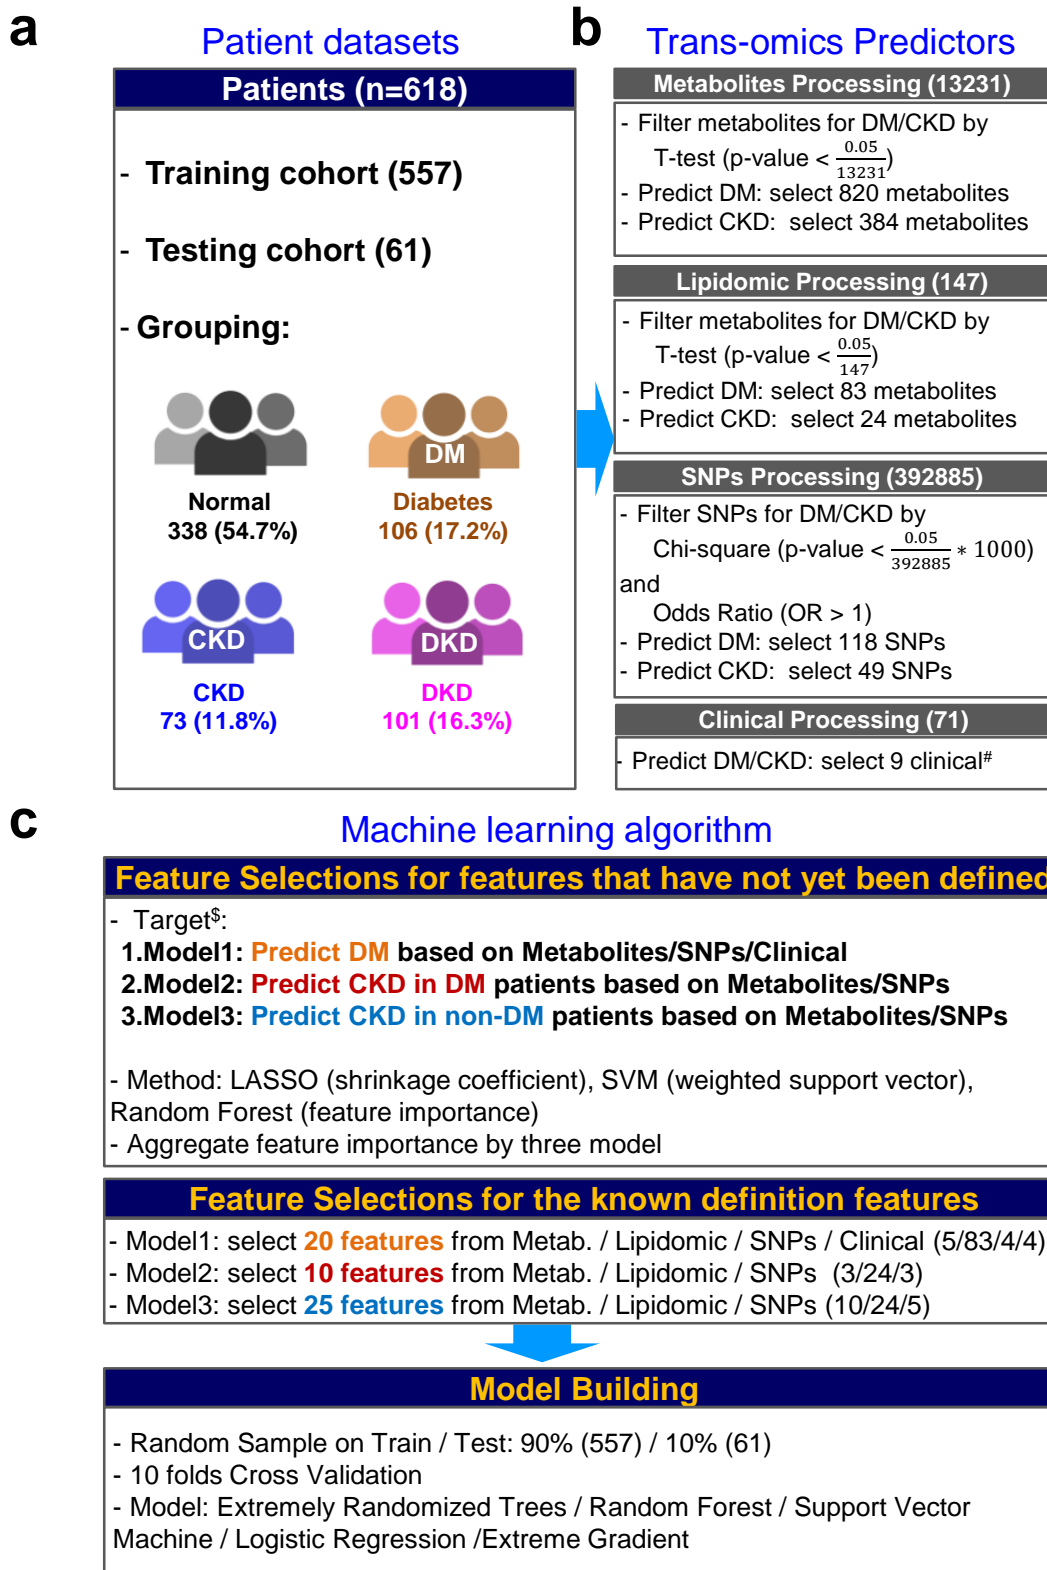 a
Patient datasets
Patients (n=618)
- Training cohort (557)
- Testing cohort (61)
- Grouping:
Normal
338 (54.7%)
DM
Diabetes
106 (17.2%)
CKD
CKD
73 (11.8%)
DKD
DKD
101 (16.3%)
b
Trans-omics Predictors
Metabolites Processing (13231)
- Filter metabolites for DM/CKD by
T-test (p-value < 0.05/13231)
- Predict DM: select 820 metabolites
- Predict CKD: select 384 metabolites
Lipidomic Processing (147)
- Filter metabolites for DM/CKD by
T-test (p-value < 0.05/147)
- Predict DM: select 83 metabolites
- Predict CKD: select 24 metabolites
SNPs Processing (392885)
- Filter SNPs for DM/CKD by
Chi-square (p-value < 0.05/392885 * 1000)
and
Odds Ratio (OR > 1)
- Predict DM: select 118 SNPs
- Predict CKD: select 49 SNPs
Clinical Processing (71)
- Predict DM/CKD: select 9 clinical#
c
Machine learning algorithm
Feature Selections for features that have not yet been defined
- Target$:
1.Model1: Predict DM based on Metabolites/SNPs/Clinical
2.Model2: Predict CKD in DM patients based on Metabolites/SNPs
3.Model3: Predict CKD in non-DM patients based on Metabolites/SNPs
- Method: LASSO (shrinkage coefficient), SVM (weighted support vector),
Random Forest (feature importance)
- Aggregate feature importance by three model
Feature Selections for the known definition features
- Model1: select 20 features from Metab. / Lipidomic / SNPs / Clinical (5/83/4/4)
- Model2: select 10 features from Metab. / Lipidomic / SNPs (3/24/3)
- Model3: select 25 features from Metab. / Lipidomic / SNPs (10/24/5)
Model Building
- Random Sample on Train / Test: 90% (557) / 10% (61)
- 10 folds Cross Validation
- Model: Extremely Randomized Trees / Random Forest / Support Vector
Machine / Logistic Regression /Extreme Gradient